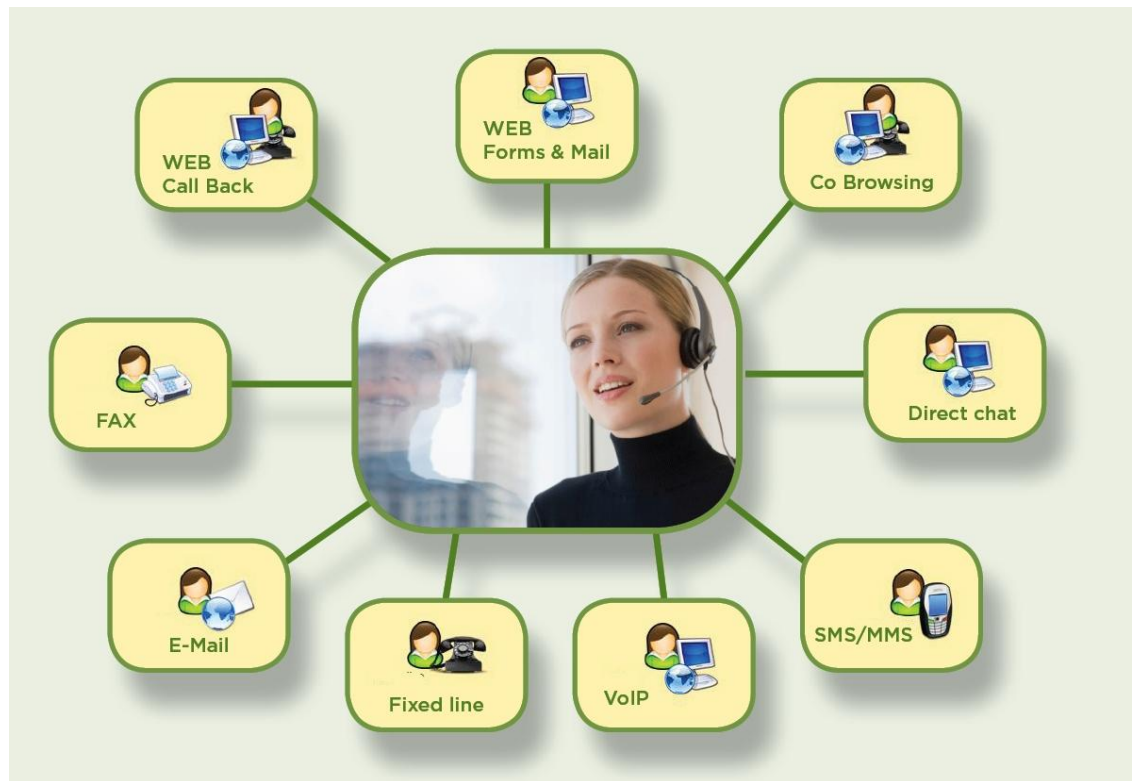 WEB
Forms & Mail
WEB
Call Back
Co Browsing
FAX
Direct chat
E-Mail
SMS/MMS
Fixed line
VoIP